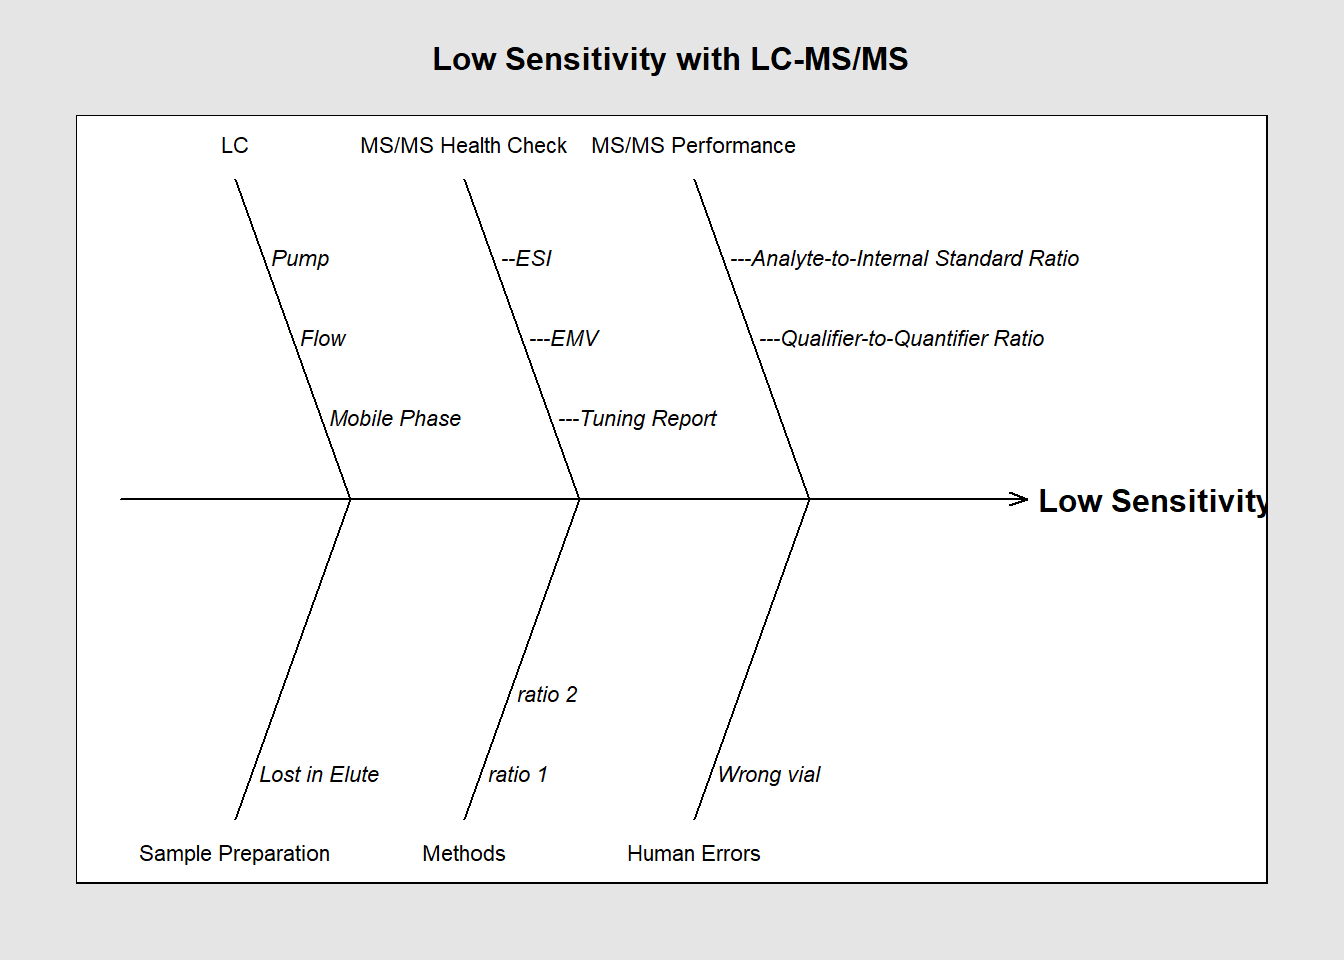 Low Sensitivity with LC-MS/MS
LC
MS/MS Health Check
MS/MS Performance
Pump
--ESI
---Analyte-to-Internal Standard Ratio
Flow
---EMV
---Qualifier-to-Quantifier Ratio
Mobile Phase
---Tuning Report
Low Sensitivity
ratio 2
Lost in Elute
ratio 1
Wrong vial
Sample Preparation
Methods
Human Errors